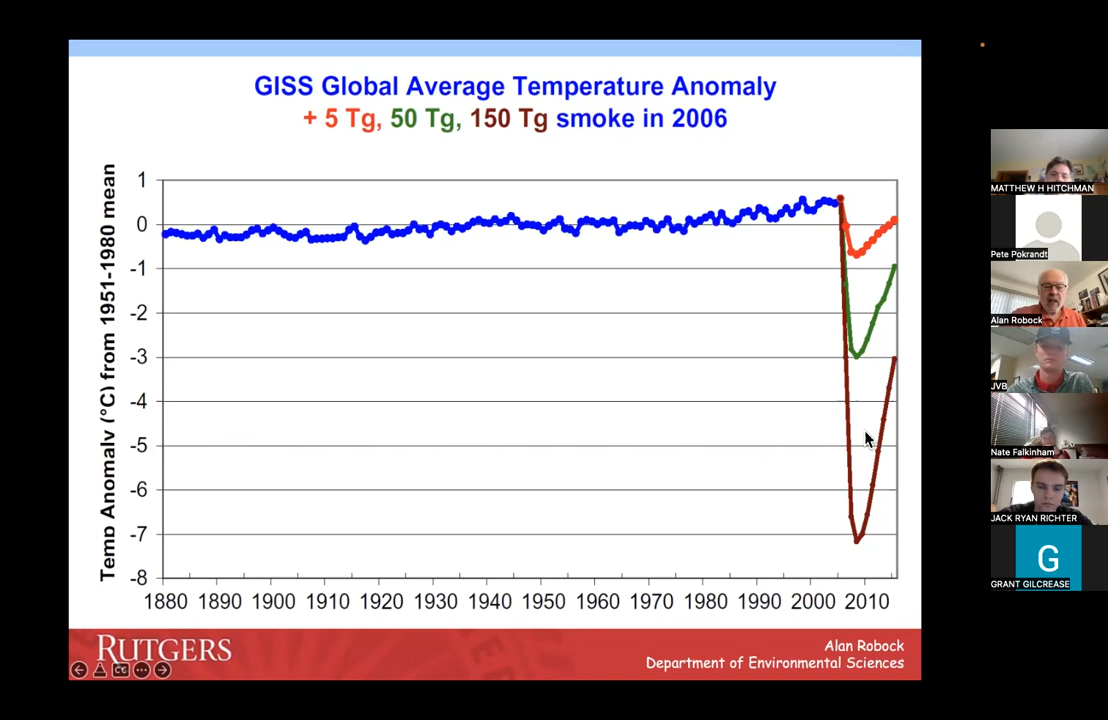 GISS Global Average Temperature Anomaly
+ 5 Tg, 50 Tg, 150 Tg smoke in 2006
Temp Anomaly (°C) from 1951-1980 mean
1
0
-1
-2
-3
-4
-5
-6
-7
-8
1880 1890 1900 1910 1920 1930 1940 1950 1960 1970 1980 1990 2000 2010
RUTGERS
Alan Robock
Department of Environmental Sciences
CC
MATTHEW H HITCHMAN
Pete Pokrandt
Alan Robock
JVB
Nate Falkinham
JACK RYAN RICHTER
G
GRANT GILCREASE